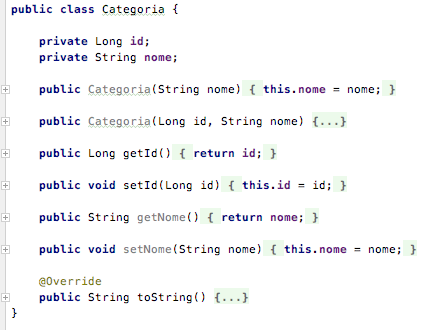 public class Categoria {
private Long id;
private String nome;
public Categoria(String nome) { this.nome = nome; }
public Categoria(Long id, String nome) {...}
public Long getId() { return id; }
public void setId(Long id) { this.id = id; }
public String getNome() { return nome; }
public void setNome(String nome) { this.nome = nome; }
@Override
public String toString() {...}
}